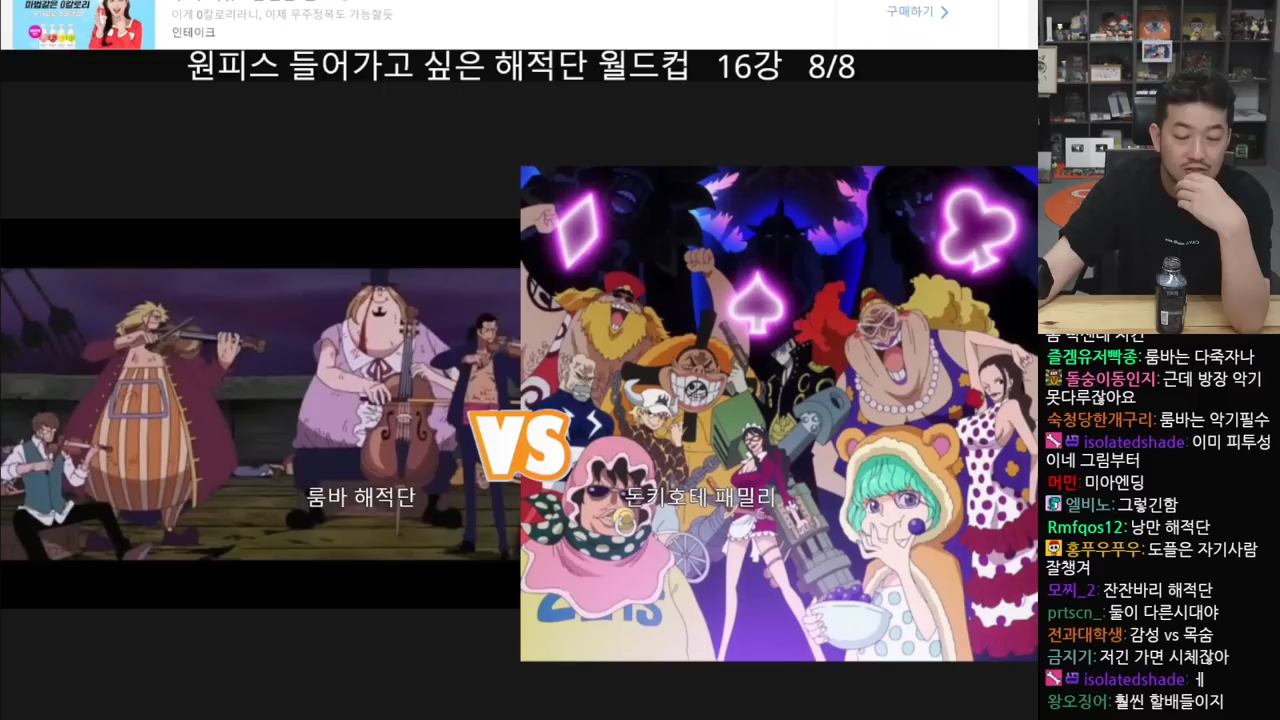 마법같은 0칼로리
이게 0칼로리라니, 이제 우주정복도 가능할듯
인테이크
구매하기
원피스 들어가고 싶은 해적단 월드컵 16강 8/8
룸바 해적단
VS
돈키호테 패밀리
즐겜유저빡종: 룸바는 다죽자나
돌숭이동인지: 근데 방장 악기
못다루잖아요
숙청당한개구리: 룸바는 악기필수
isolatedshade: 이미 피투성
이네 그림부터
머민: 미아엔딩
엘비노: 그렇긴함
Rmfqos12: 낭만 해적단
홍푸우푸우: 도플은 자기사람
잘챙겨
모찌_2: 잔잔바리 해적단
prtscn_: 둘이 다른시대야
전과대학생: 감성 vs 목숨
금지기: 저긴 가면 시체잖아
isolatedshade: ㅔ
왕오징어: 훨씬 할배들이지